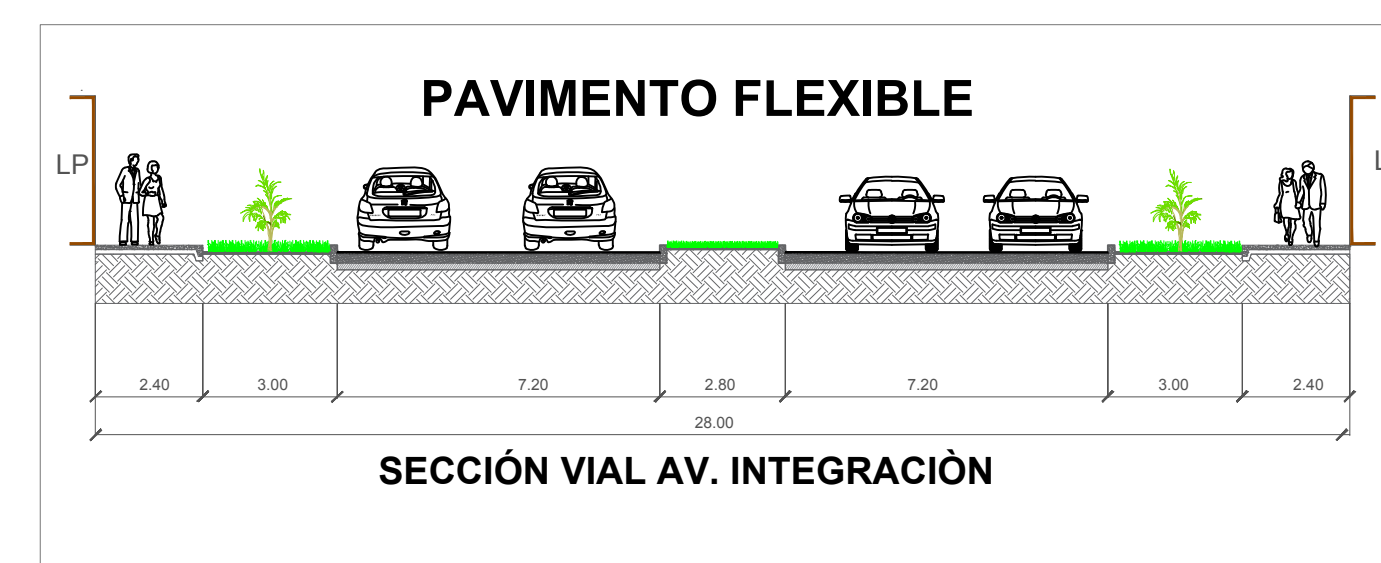 PAVIMENTO FLEXIBLE
LP
L
2.40 3.00 7.20 2.80 7.20 3.00 2.40
28.00
SECCIÓN VIAL AV. INTEGRACIÒN